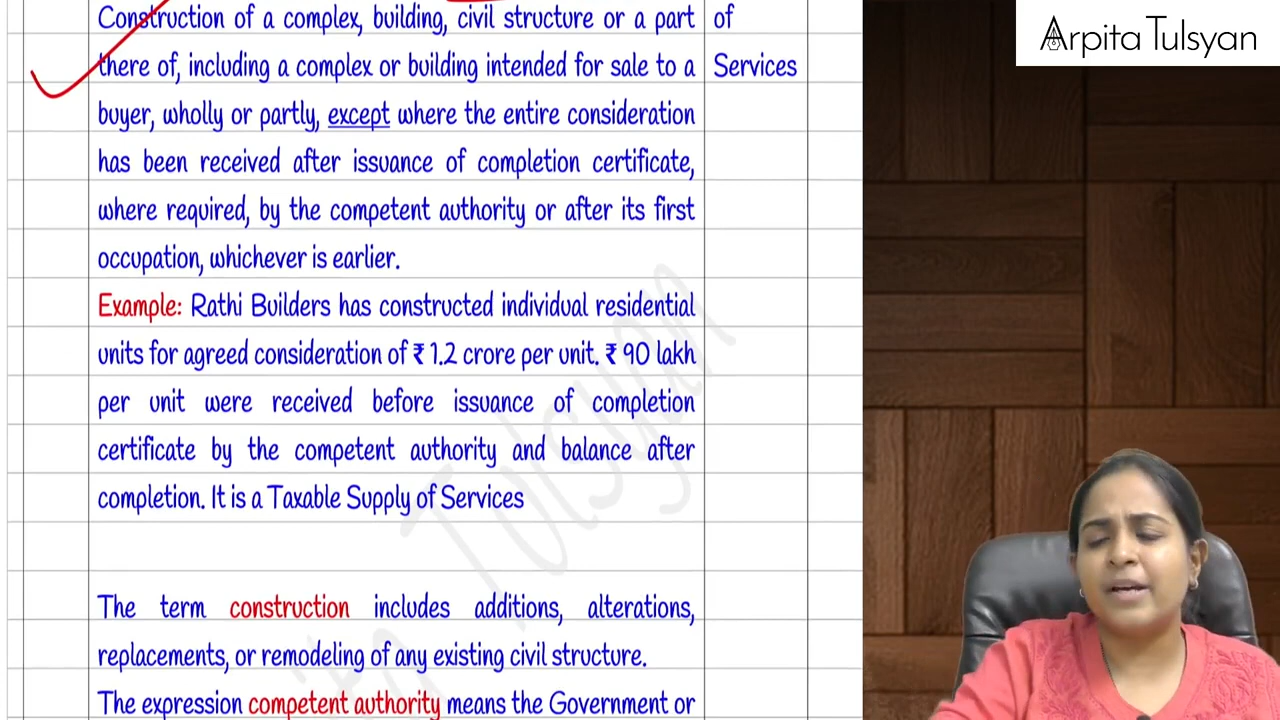 Construction of a complex, building, civil structure or a part
there of, including a complex or building intended for sale to a
buyer, wholly or partly, except where the entire consideration
has been received after issuance of completion certificate,
where required, by the competent authority or after its first
occupation, whichever is earlier.
Example: Rathi Builders has constructed individual residential
units for agreed consideration of ₹ 1.2 crore per unit. ₹ 90 lakh
per unit were received before issuance of completion
certificate by the competent authority and balance after
completion. It is a Taxable Supply of Services
The term construction includes additions, alterations,
replacements, or remodeling of any existing civil structure.
The expression competent authority means the Government or
of
Services
Arpita Tulsyan
Tulsyan